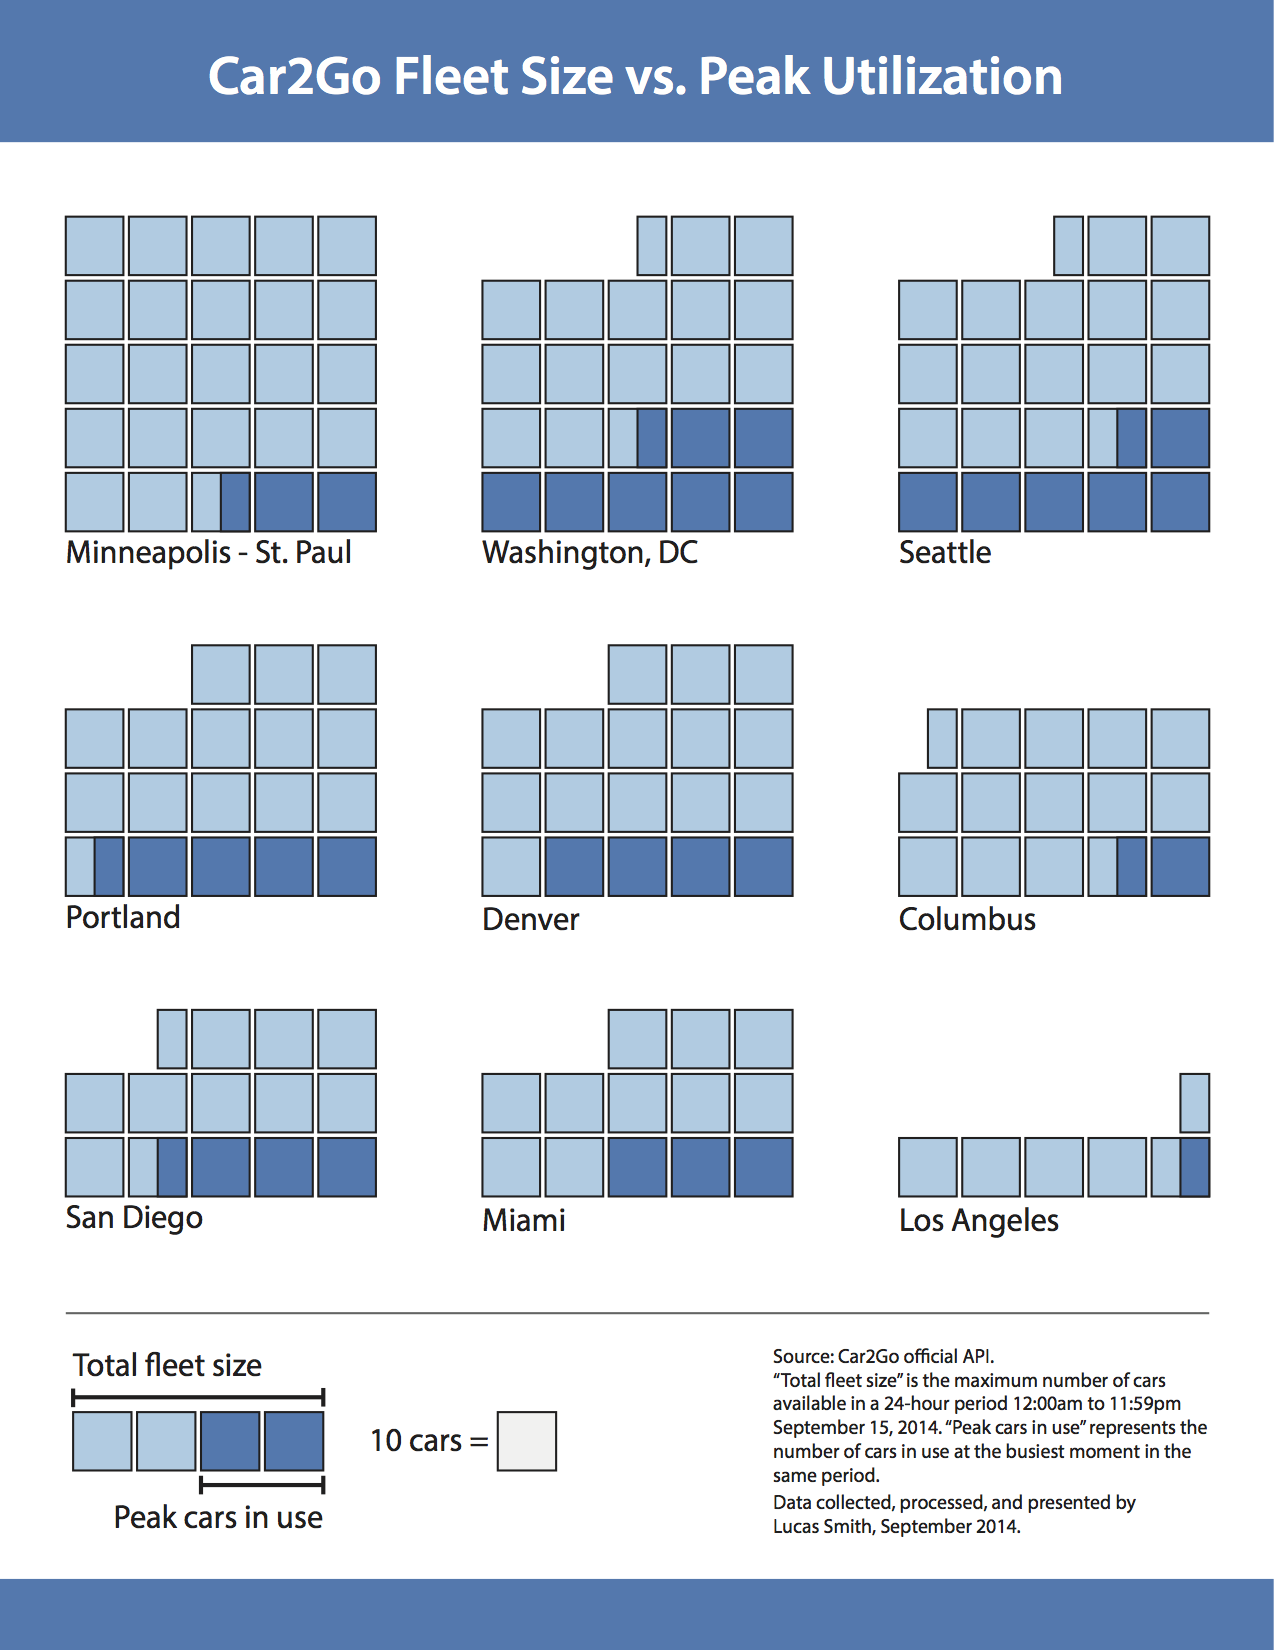 Car2Go Fleet Size vs. Peak Utilization
Minneapolis - St. Paul
Washington, DC
Seattle
Portland
Denver
Columbus
San Diego
Miami
Los Angeles
Total fleet size
10 cars =
Peak cars in use
Source: Car2Go official API.
“Total fleet size” is the maximum number of cars
available in a 24-hour period 12:00am to 11:59pm
September 15, 2014. “Peak cars in use” represents the
number of cars in use at the busiest moment in the
same period.
Data collected, processed, and presented by
Lucas Smith, September 2014.